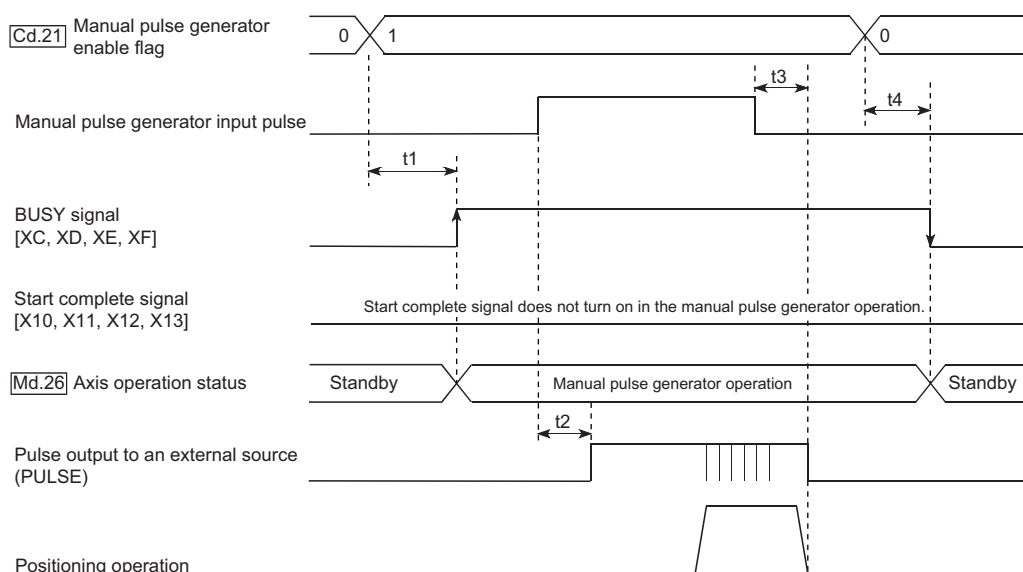 Cd.21 Manual pulse generator
enable flag
0 1 0
t3
t4
Manual pulse generator input pulse
t1
BUSY signal
[XC, XD, XE, XF]
Start complete signal
[X10, X11, X12, X13]
Start complete signal does not turn on in the manual pulse generator operation.
Md.26 Axis operation status
Standby Manual pulse generator operation Standby
t2
Pulse output to an external source
(PULSE)
Positioning operation